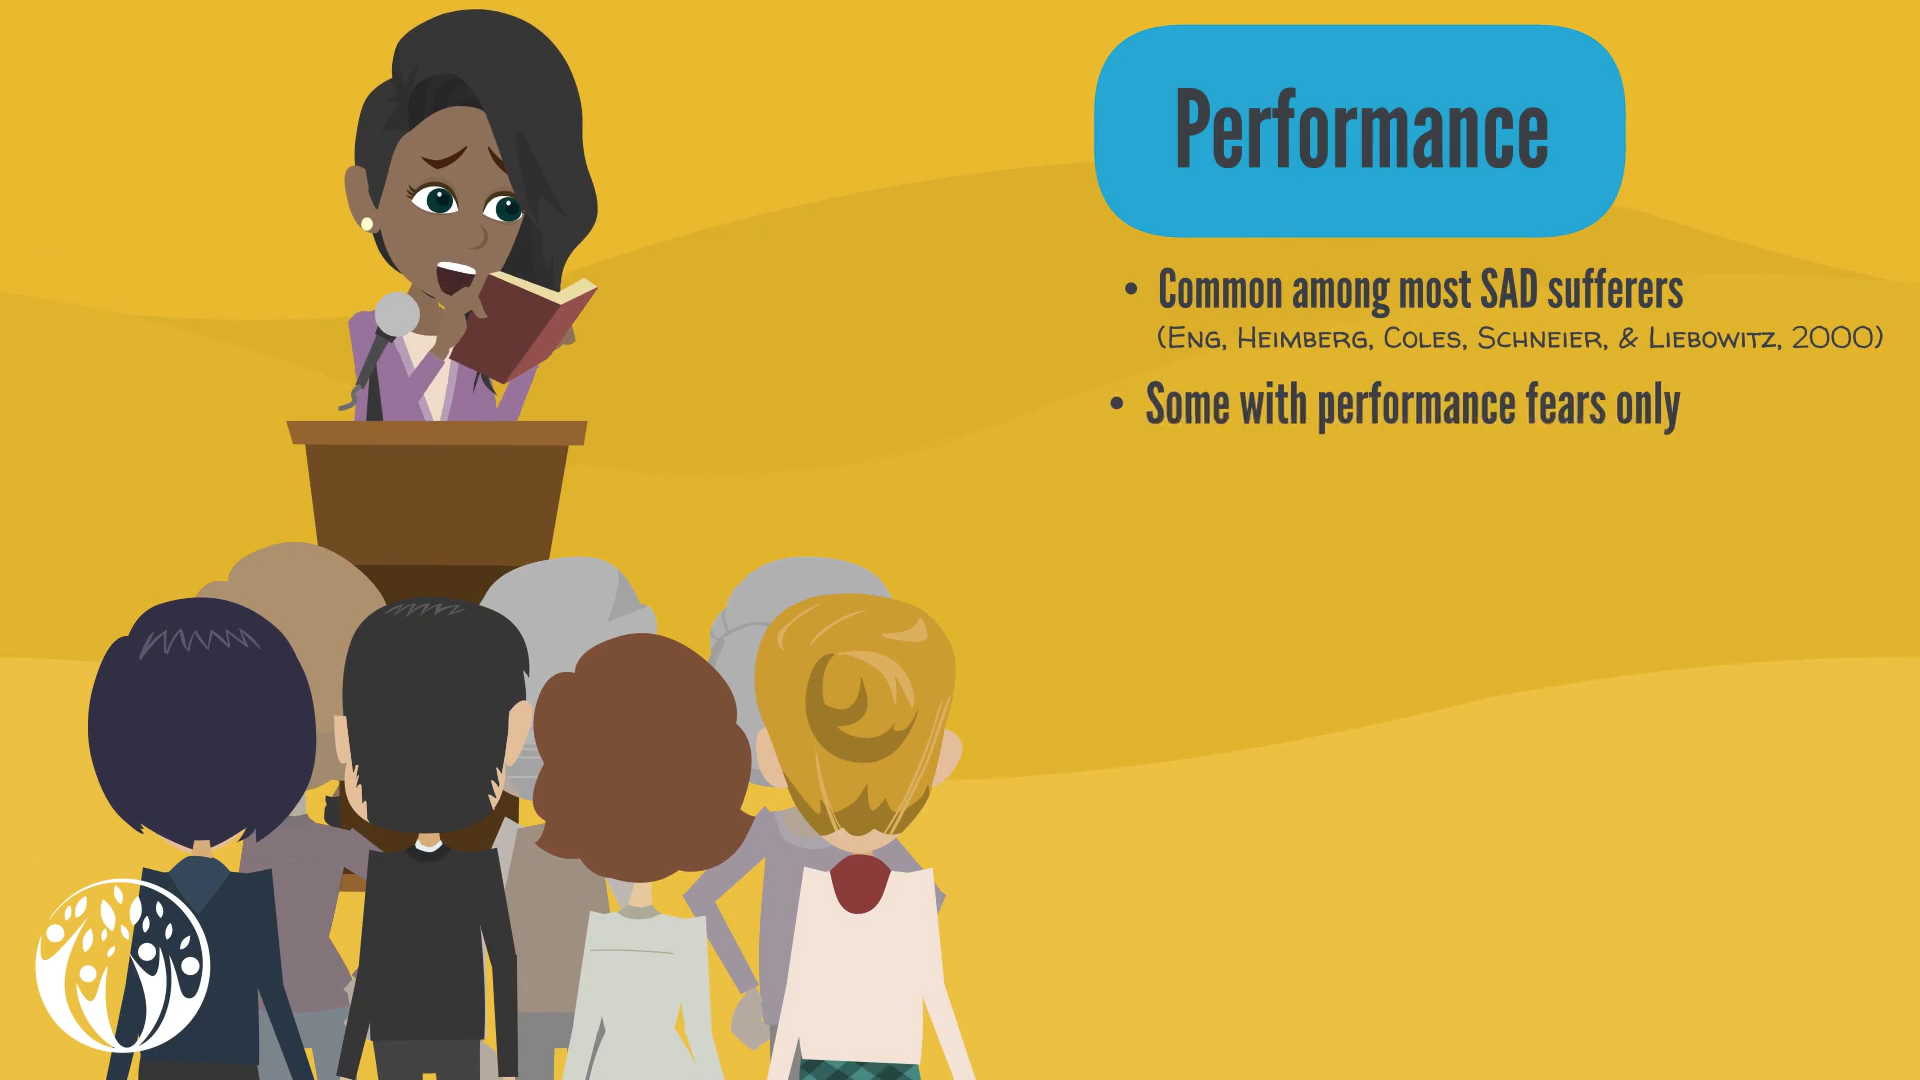 Performance
• Common among most SAD sufferers
(Eng, Heimberg, Coles, Schneier, & Liebowitz, 2000)
• Some with performance fears only